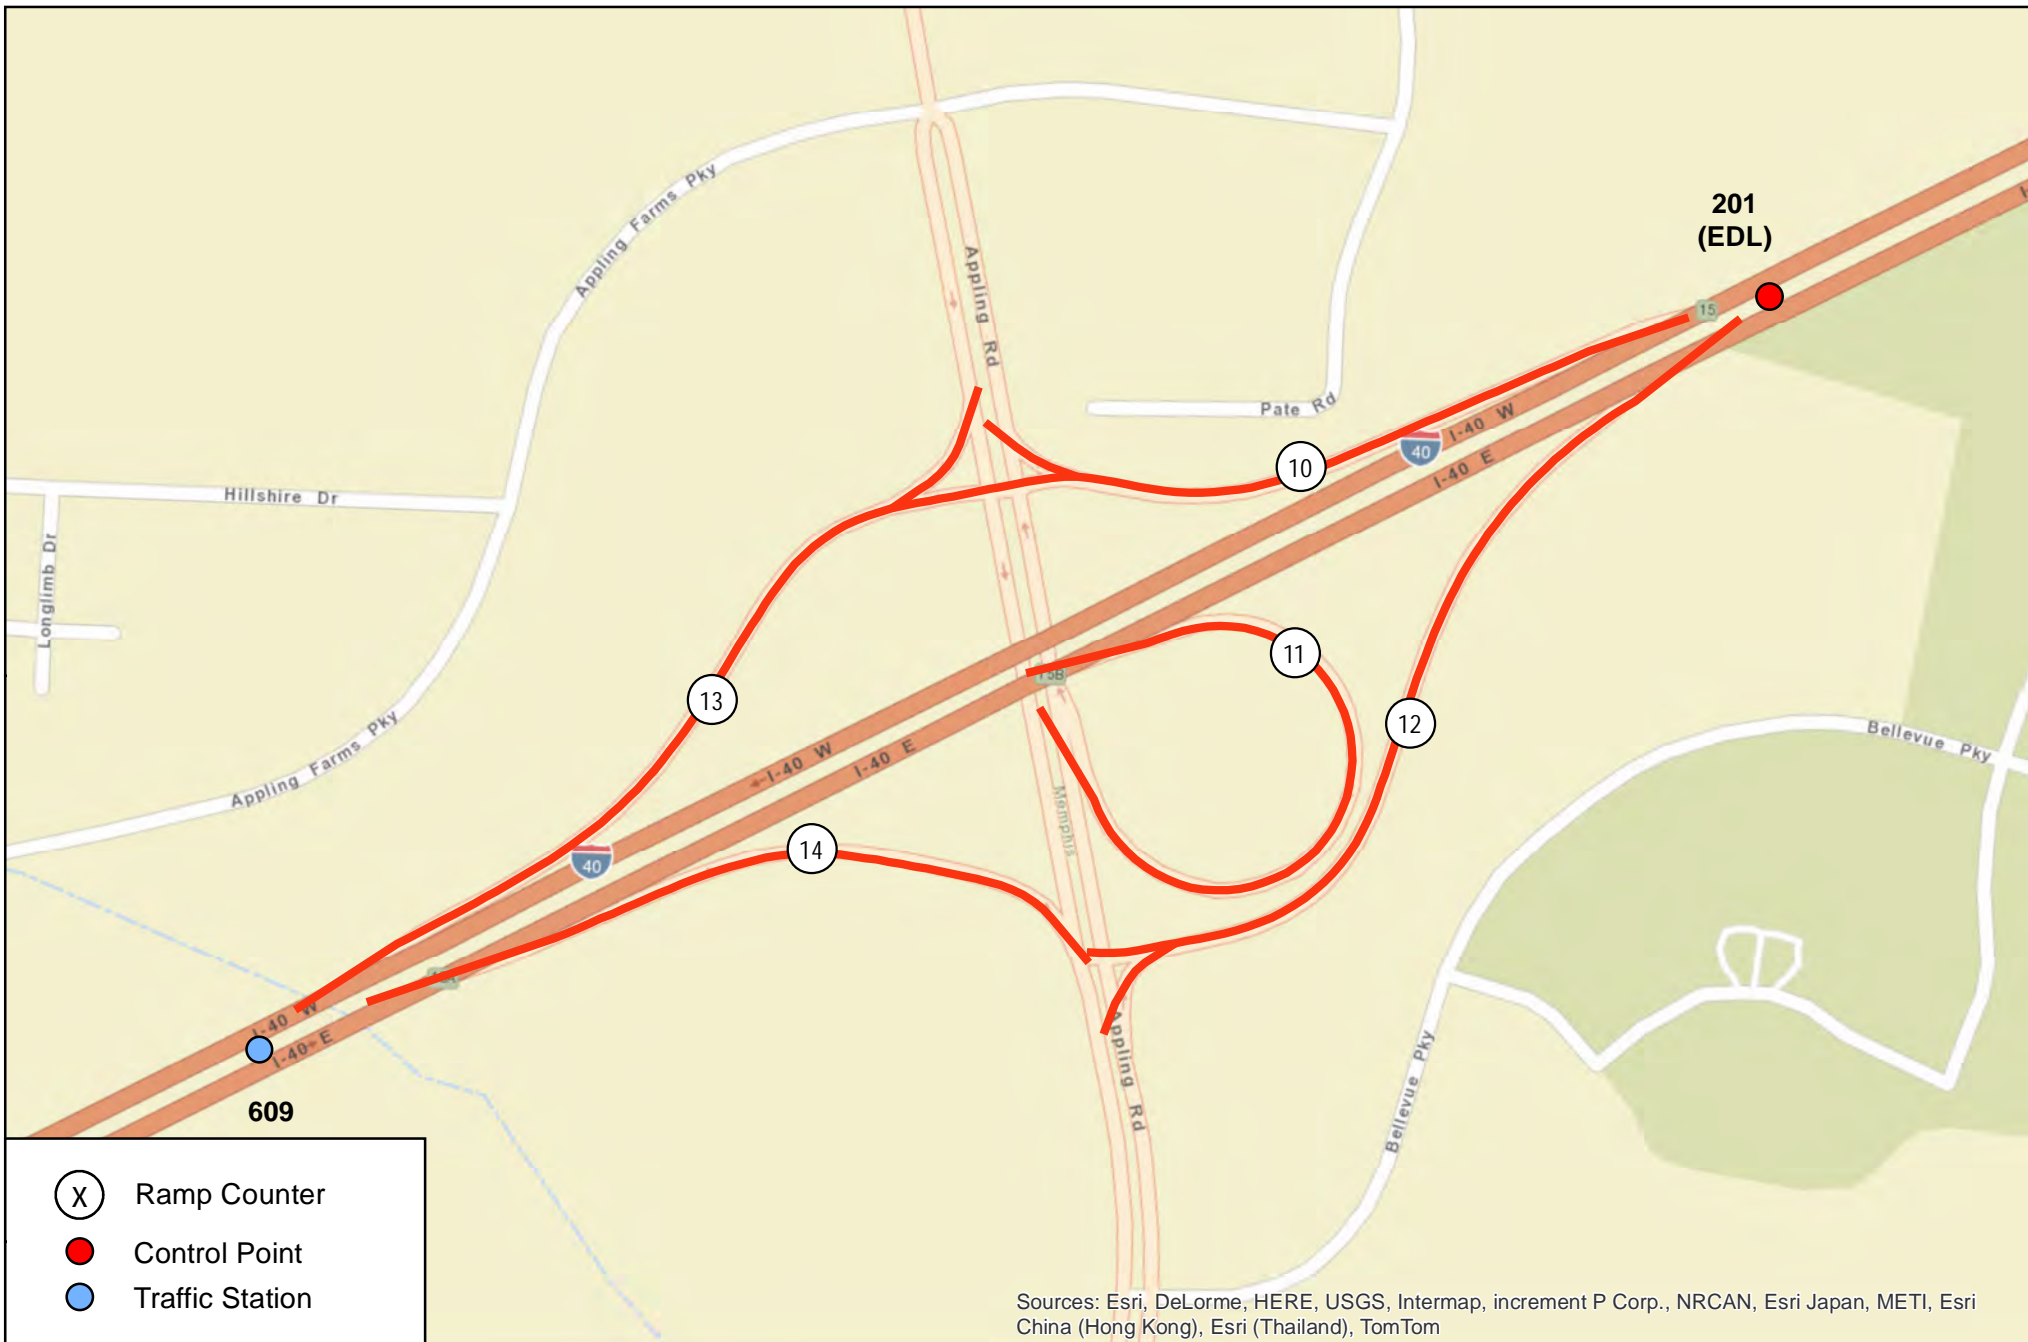 Appling Farms Pky
Appling Rd
201
(EDL)
15
Pate Rd
I-40 W
40
I-40 E
10
Hillshire Dr
Longlimb Dr
11
15B
13
12
Bellevue Pky
I-40 W
I-40 E
Appling Farms Pky
Memphis
14
40
I-40 W
I-40 E
609
Appling Rd
Bellevue Pky
X Ramp Counter
Control Point
Traffic Station
Sources: Esri, DeLorme, HERE, USGS, Intermap, increment P Corp., NRCAN, Esri Japan, METI, Esri
China (Hong Kong), Esri (Thailand), TomTom